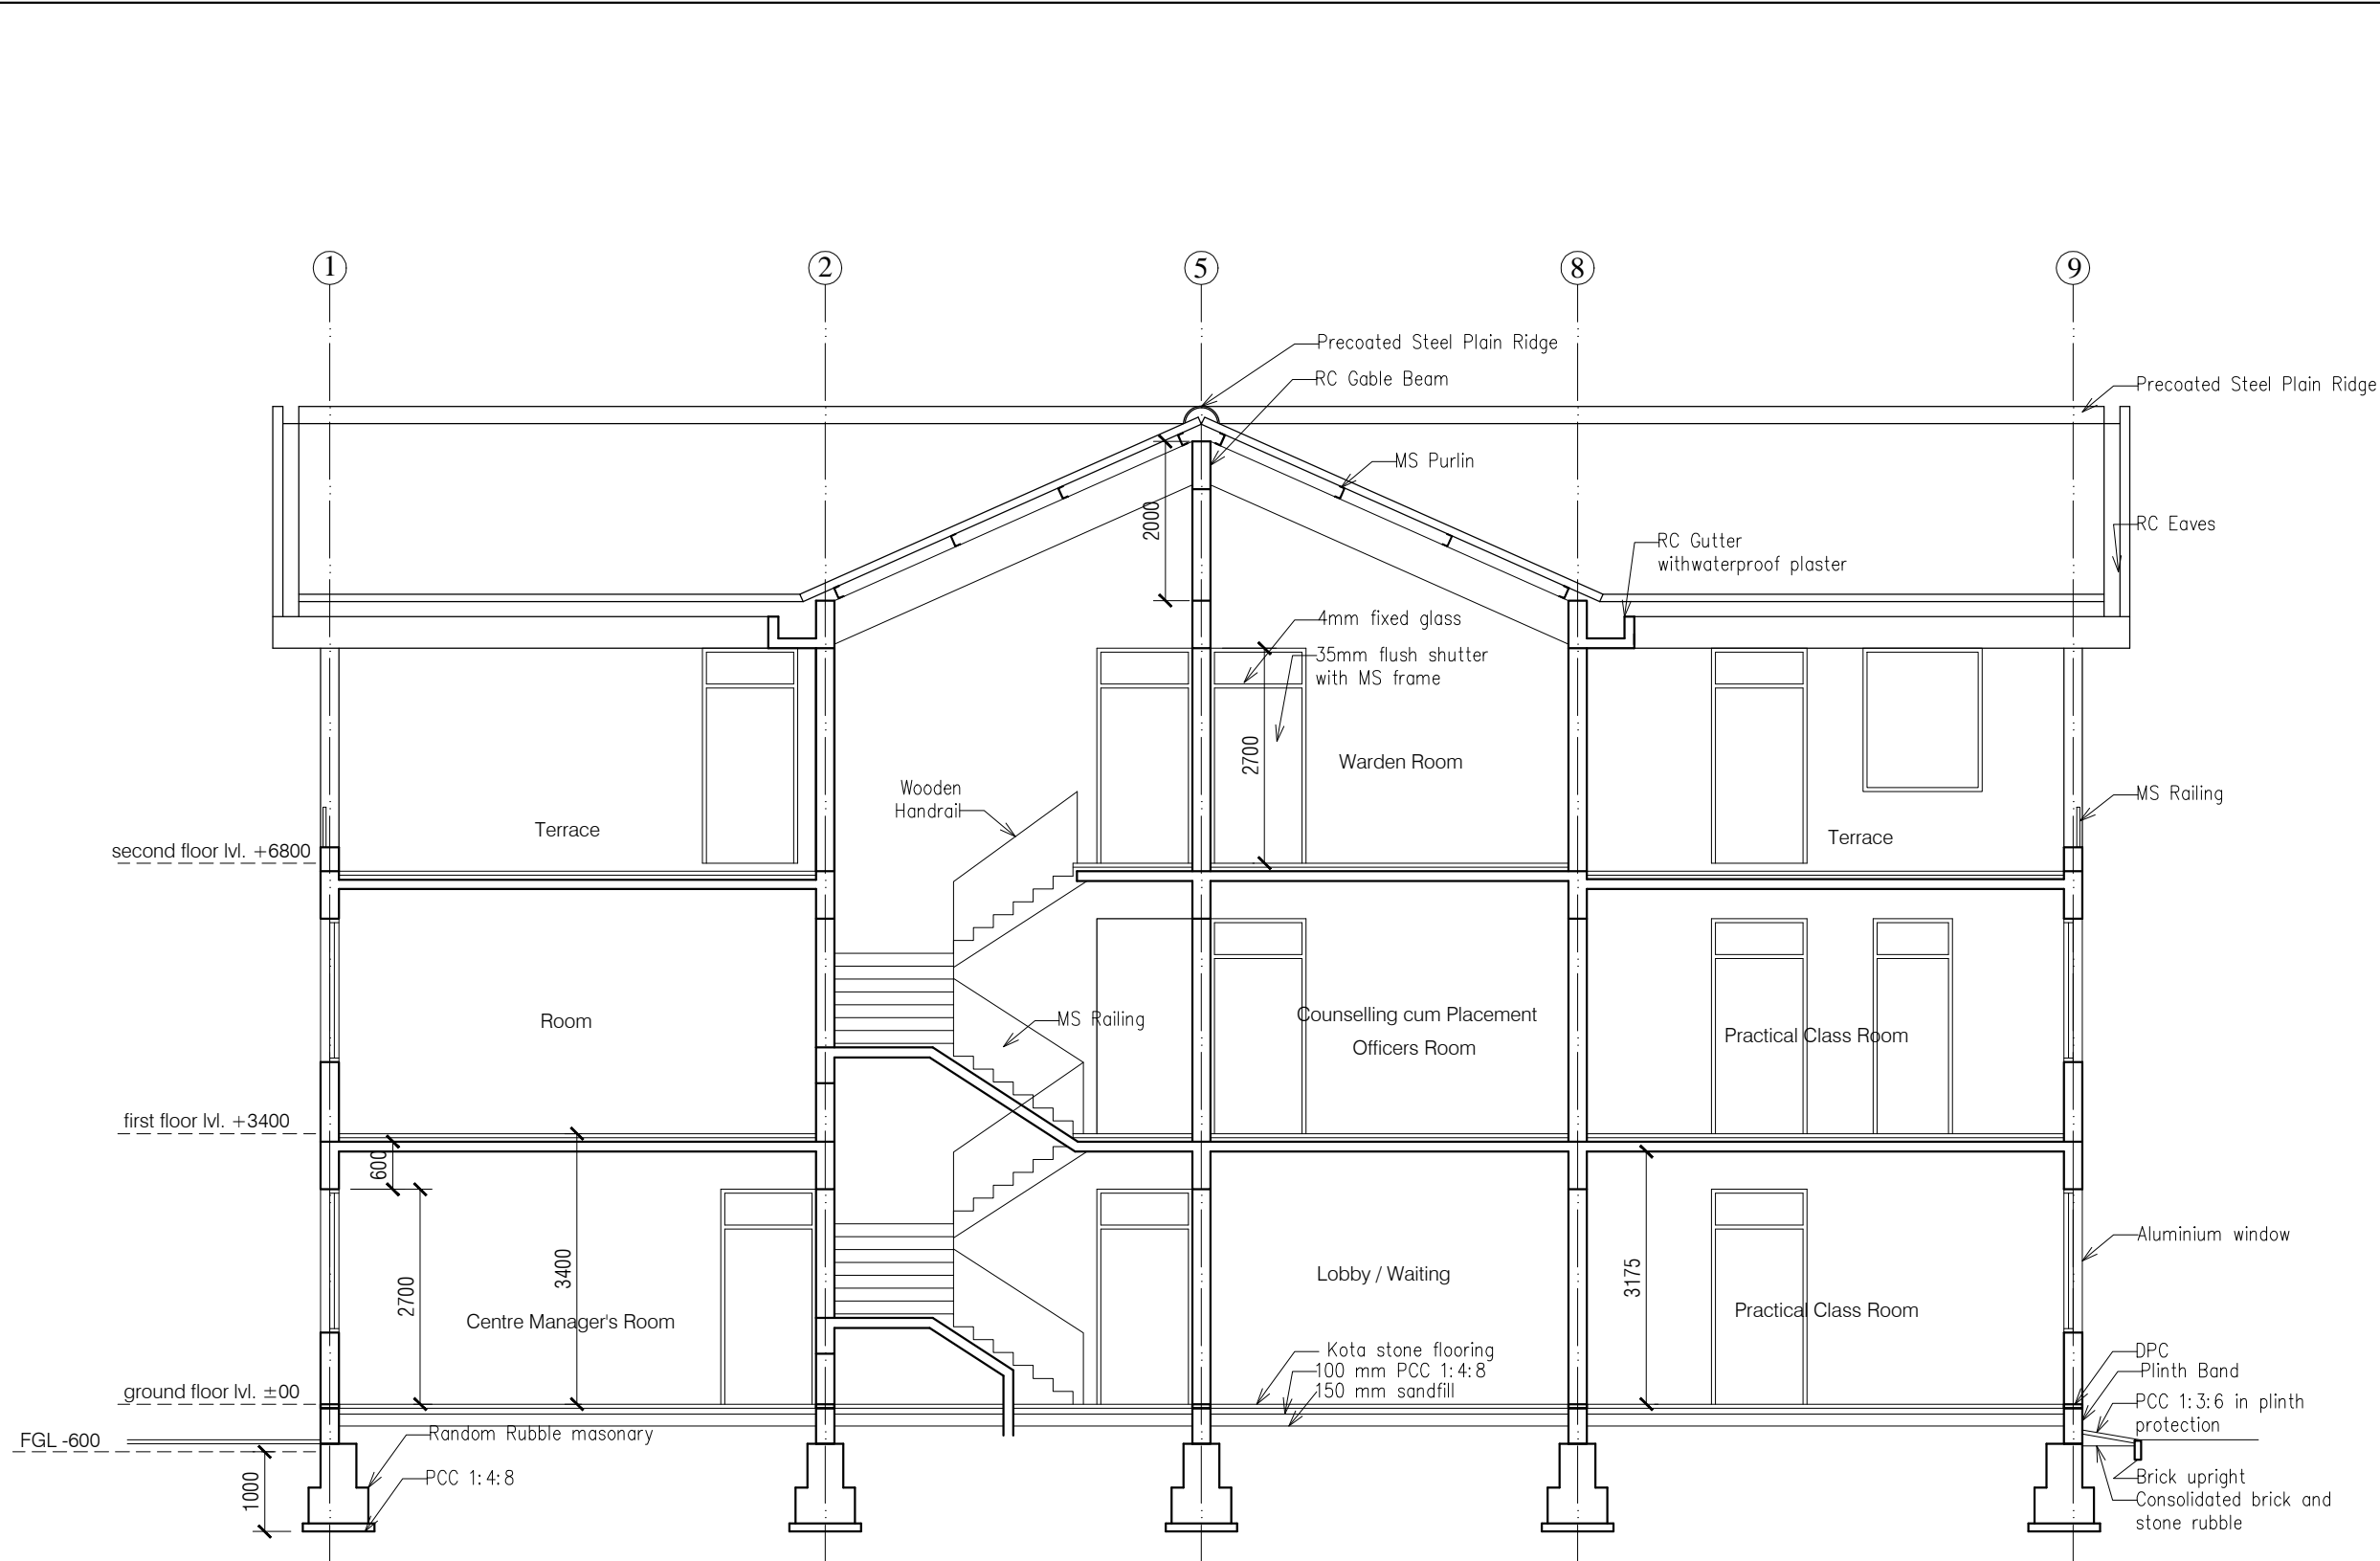 1
2
5
8
9
Precoated Steel Plain Ridge
RC Gable Beam
Precoated Steel Plain Ridge
MS Purlin
2000
RC Eaves
RC Gutter
withwaterproof plaster
4mm fixed glass
35mm flush shutter
with MS frame
2700
Warden Room
Wooden
Handrail
MS Railing
Terrace
Terrace
second floor lvl. +6800
Room
MS Railing
Counselling cum Placement
Officers Room
Practical Class Room
first floor lvl. +3400
600
3400
2700
3175
Aluminium window
Lobby / Waiting
Centre Manager's Room
Practical Class Room
Kota stone flooring
100 mm PCC 1:4:8
150 mm sandfill
DPC
Plinth Band
PCC 1:3:6 in plinth
protection
ground floor lvl. ±00
FGL -600
Random Rubble masonary
PCC 1:4:8
1000
Brick upright
Consolidated brick and
stone rubble